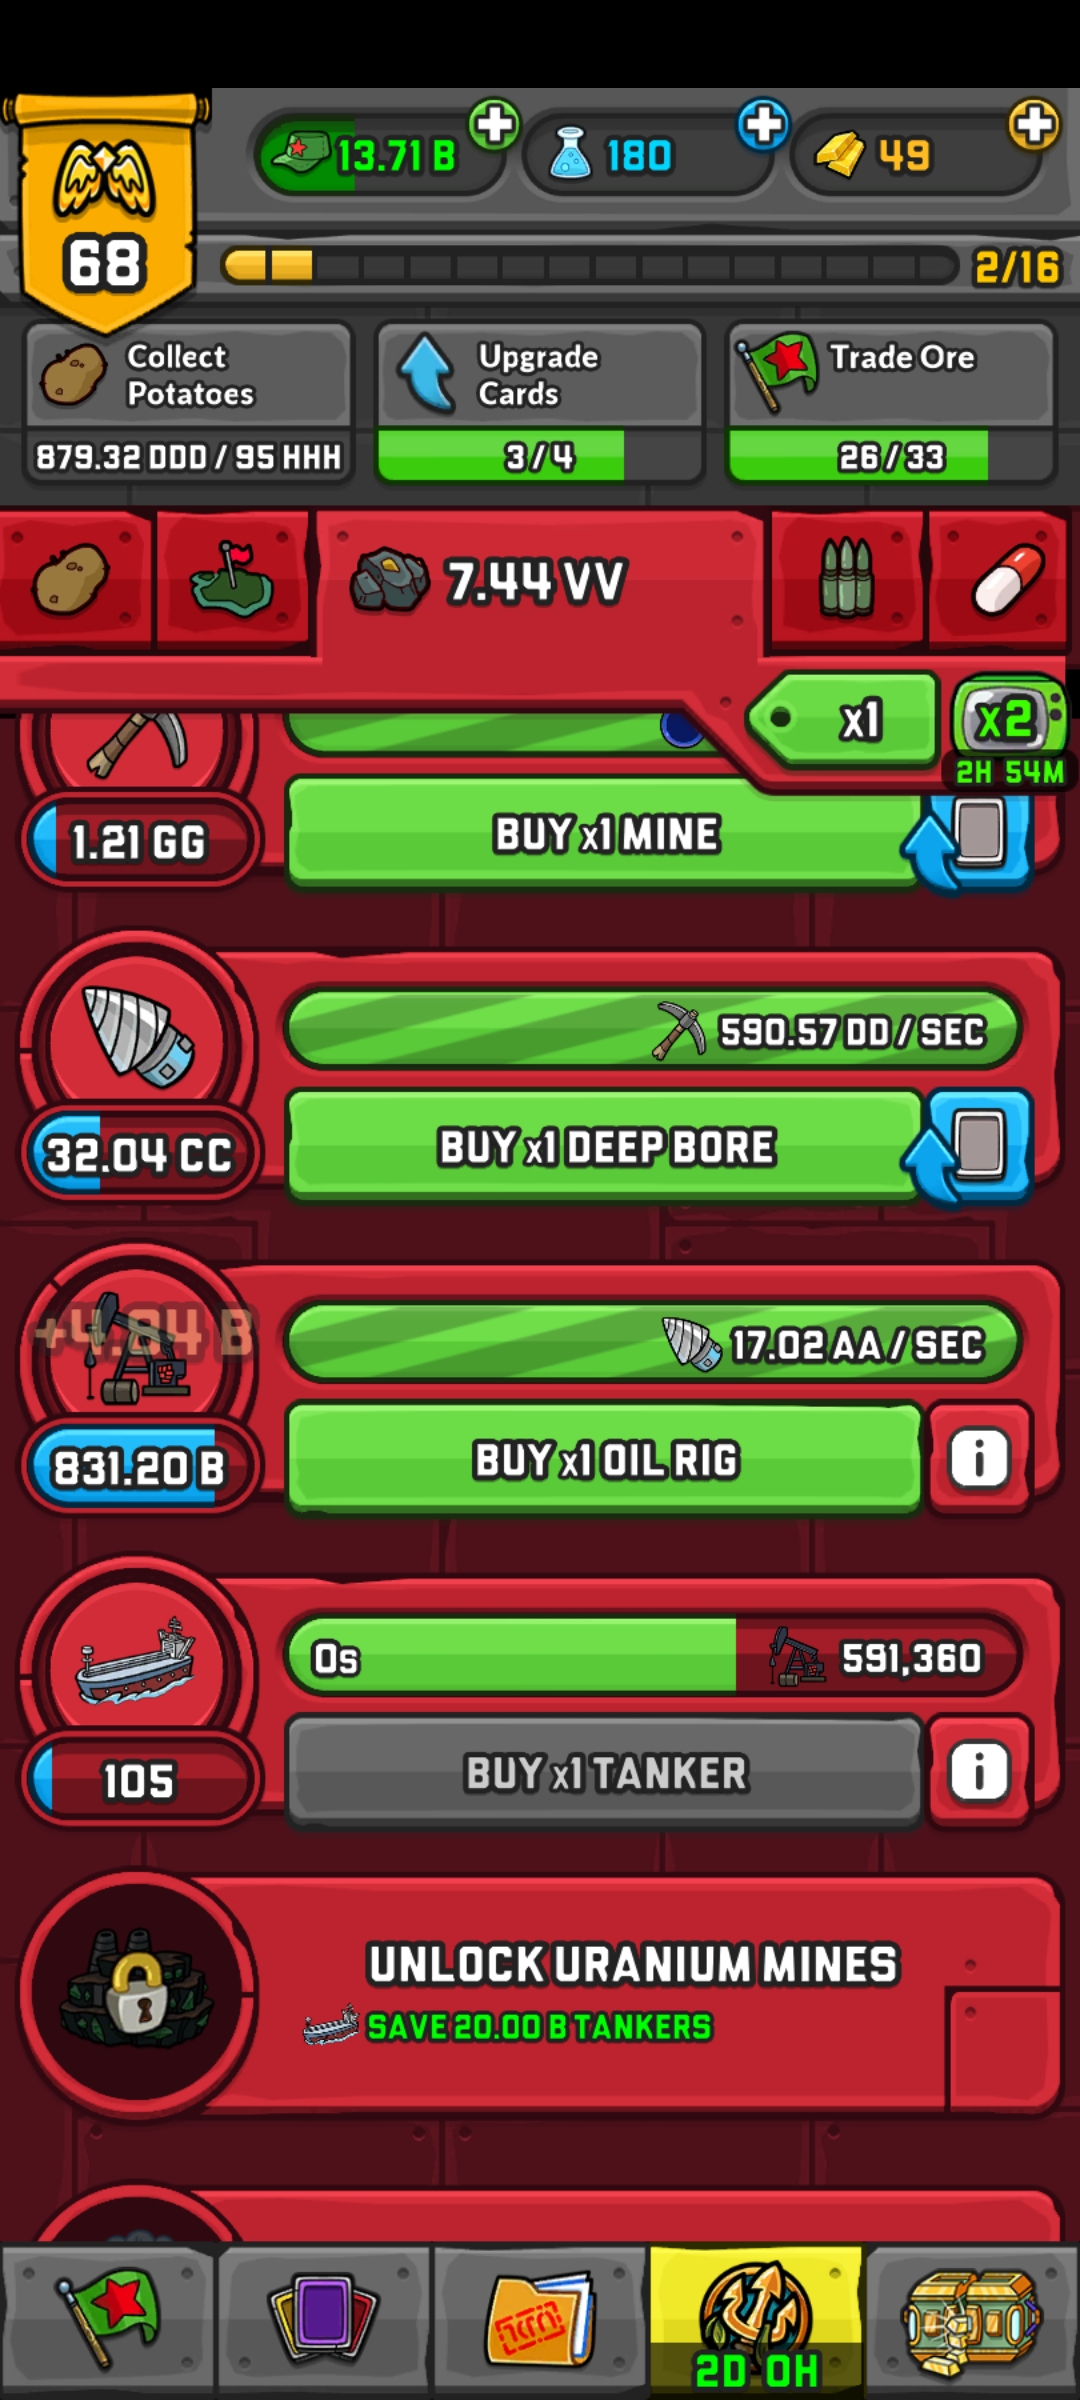 13.71 B
180
49
68
2/16
Collect
Potatoes
879.32 DDD / 95 HHH
Upgrade
Cards
3/4
Trade Ore
26/33
7.44 VV
x1
x2
2H 54M
1.21 GG
BUY x1 MINE
590.57 DD / SEC
32.04 CC
BUY x1 DEEP BORE
+4.84 B
17.02 AA / SEC
831.20 B
BUY x1 OIL RIG
i
0s
591,360
105
BUY x1 TANKER
i
UNLOCK URANIUM MINES
SAVE 20.00 B TANKERS
2D 0H